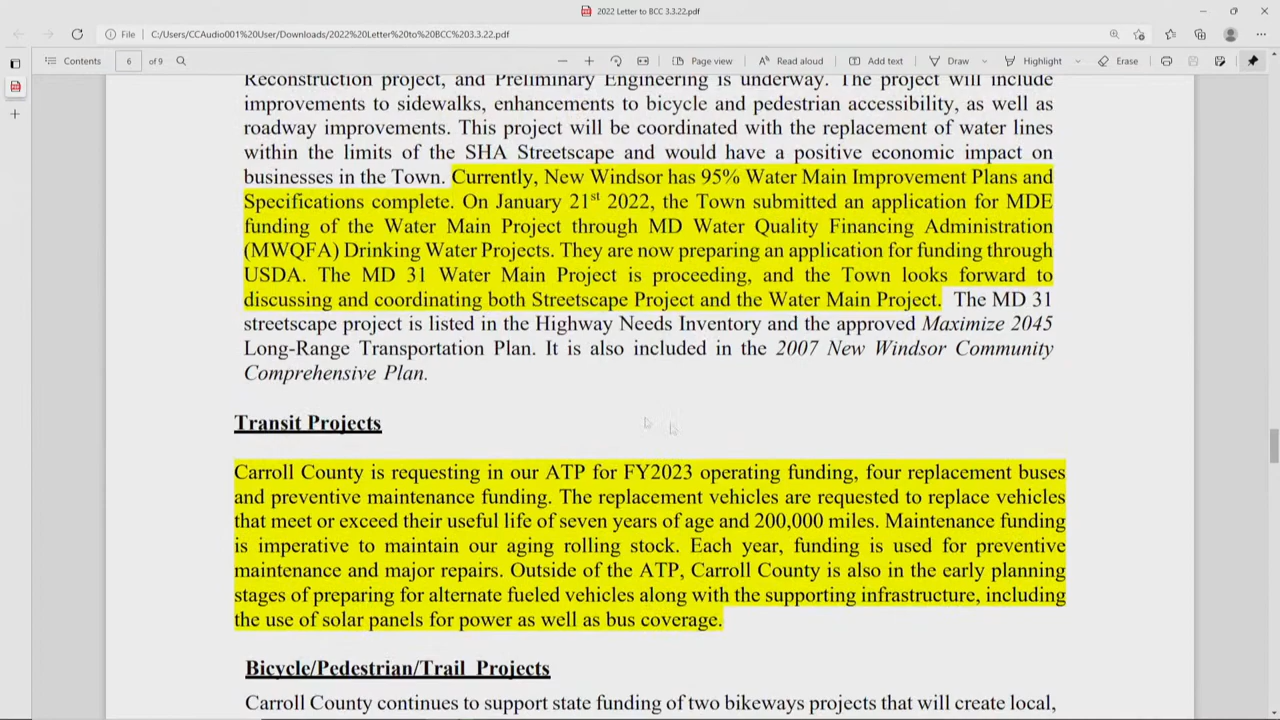 2022 Letter to BCC 3.3.22.pdf
File C:/Users/CCAudio001%20User/Downloads/2022%20Letter%20to%20BCC%203.3.22.pdf
Contents 6 of 9 Page view Read aloud Add text Draw Highlight Erase
Reconstruction project, and Preliminary Engineering is underway. The project will include
improvements to sidewalks, enhancements to bicycle and pedestrian accessibility, as well as
roadway improvements. This project will be coordinated with the replacement of water lines
within the limits of the SHA Streetscape and would have a positive economic impact on
businesses in the Town. Currently, New Windsor has 95% Water Main Improvement Plans and
Specifications complete. On January 21st 2022, the Town submitted an application for MDE
funding of the Water Main Project through MD Water Quality Financing Administration
(MWQFA) Drinking Water Projects. They are now preparing an application for funding through
USDA. The MD 31 Water Main Project is proceeding, and the Town looks forward to
discussing and coordinating both Streetscape Project and the Water Main Project. The MD 31
streetscape project is listed in the Highway Needs Inventory and the approved Maximize 2045
Long-Range Transportation Plan. It is also included in the 2007 New Windsor Community
Comprehensive Plan.
Transit Projects
Carroll County is requesting in our ATP for FY2023 operating funding, four replacement buses
and preventive maintenance funding. The replacement vehicles are requested to replace vehicles
that meet or exceed their useful life of seven years of age and 200,000 miles. Maintenance funding
is imperative to maintain our aging rolling stock. Each year, funding is used for preventive
maintenance and major repairs. Outside of the ATP, Carroll County is also in the early planning
stages of preparing for alternate fueled vehicles along with the supporting infrastructure, including
the use of solar panels for power as well as bus coverage.
Bicycle/Pedestrian/Trail Projects
Carroll County continues to support state funding of two bikeways projects that will create local,